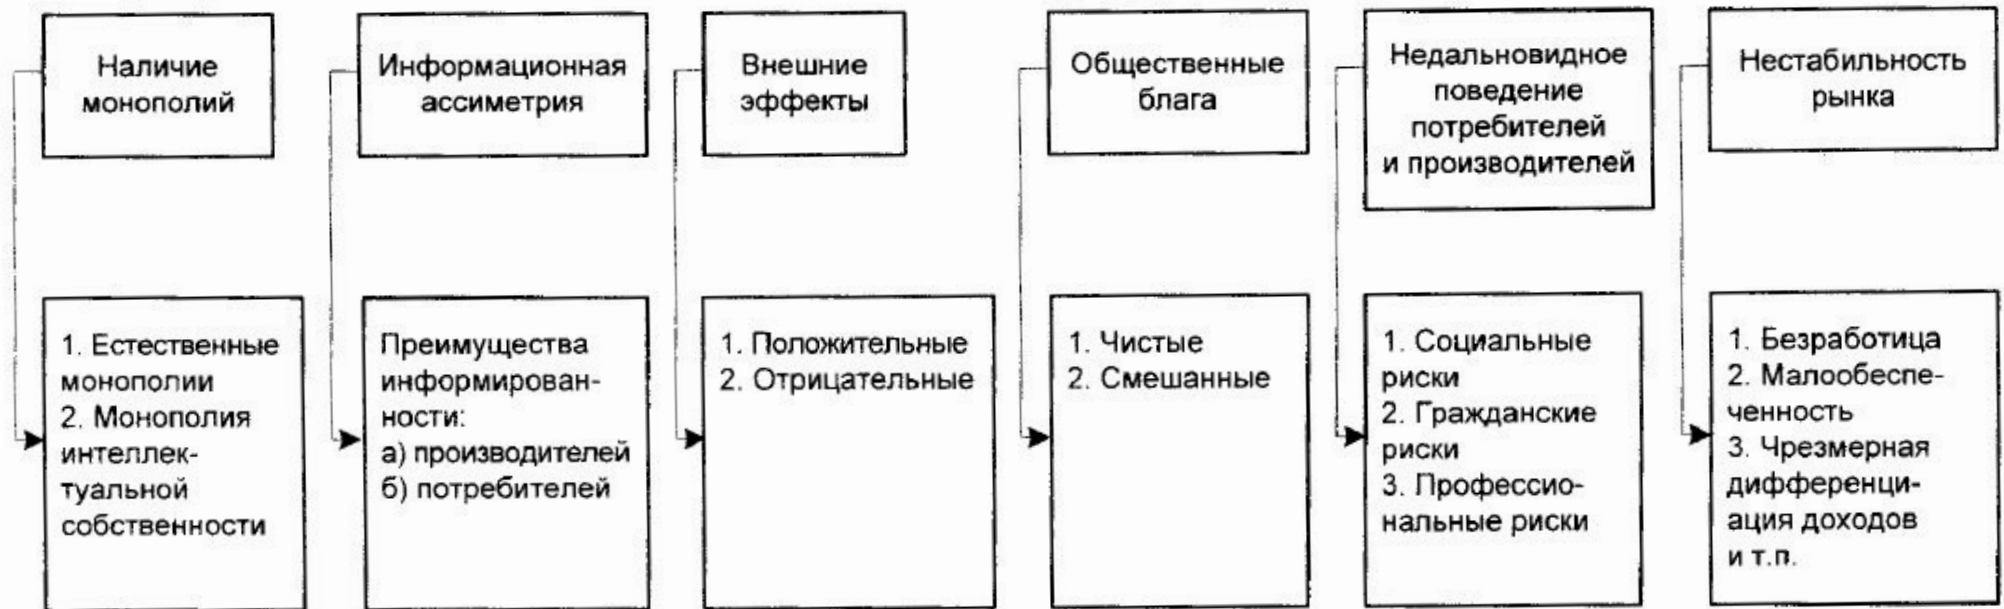 Наличие
монополий
Информационная
ассиметрия
Внешние
эффекты
Общественные
блага
Недальновидное
поведение
потребителей
и производителей
Нестабильность
рынка
1. Естественные
монополии
2. Монополия
интеллек-
туальной
собственности
Преимущества
информирован-
ности:
а) производителей
б) потребителей
1. Положительные
2. Отрицательные
1. Чистые
2. Смешанные
1. Социальные
риски
2. Гражданские
риски
3. Профессио-
нальные риски
1. Безработица
2. Малообеспе-
ченность
3. Чрезмерная
дифференци-
ация доходов
и т.п.